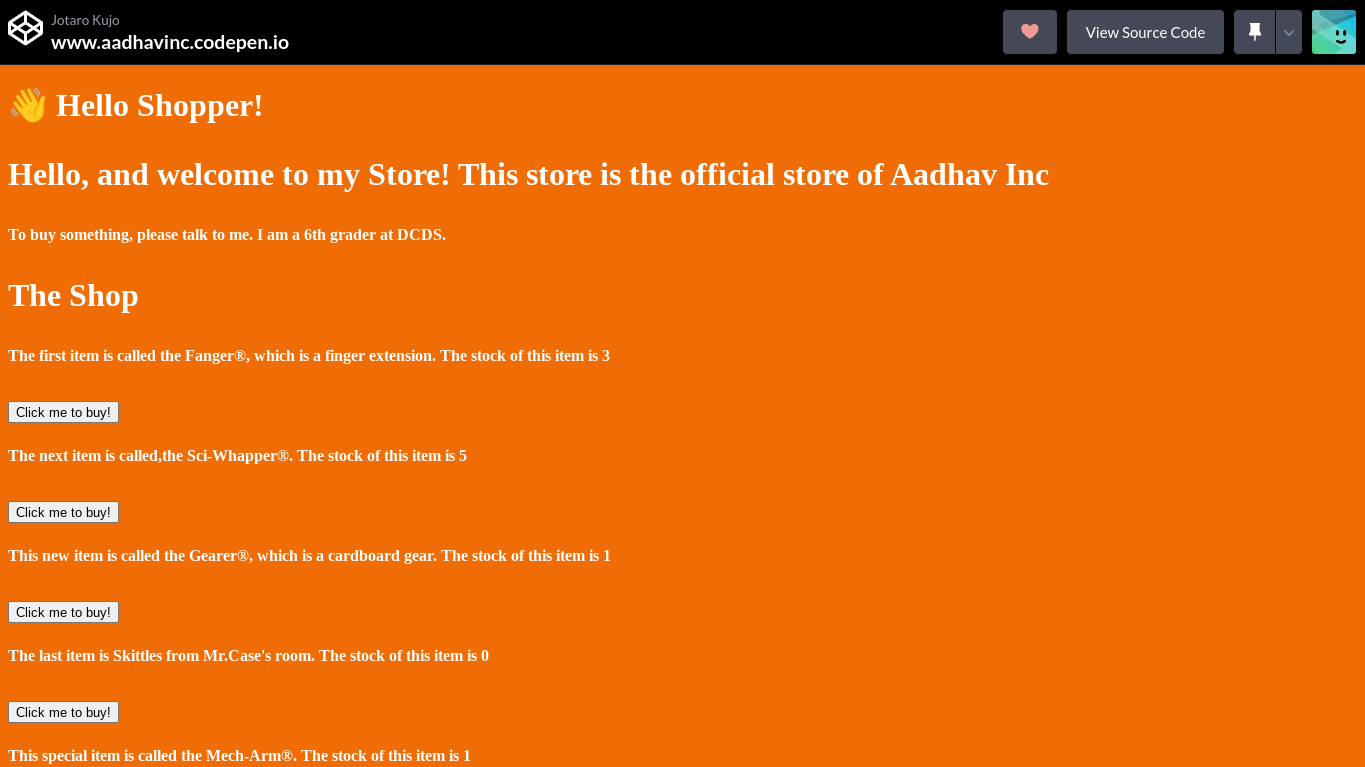 Jotaro Kujo
www.aadhavinc.codepen.io
View Source Code
👋 Hello Shopper!
Hello, and welcome to my Store! This store is the official store of Aadhav Inc
To buy something, please talk to me. I am a 6th grader at DCDS.
The Shop
The first item is called the Fanger®, which is a finger extension. The stock of this item is 3
Click me to buy!
The next item is called,the Sci-Whapper®. The stock of this item is 5
Click me to buy!
This new item is called the Gearer®, which is a cardboard gear. The stock of this item is 1
Click me to buy!
The last item is Skittles from Mr.Case's room. The stock of this item is 0
Click me to buy!
This special item is called the Mech-Arm®. The stock of this item is 1